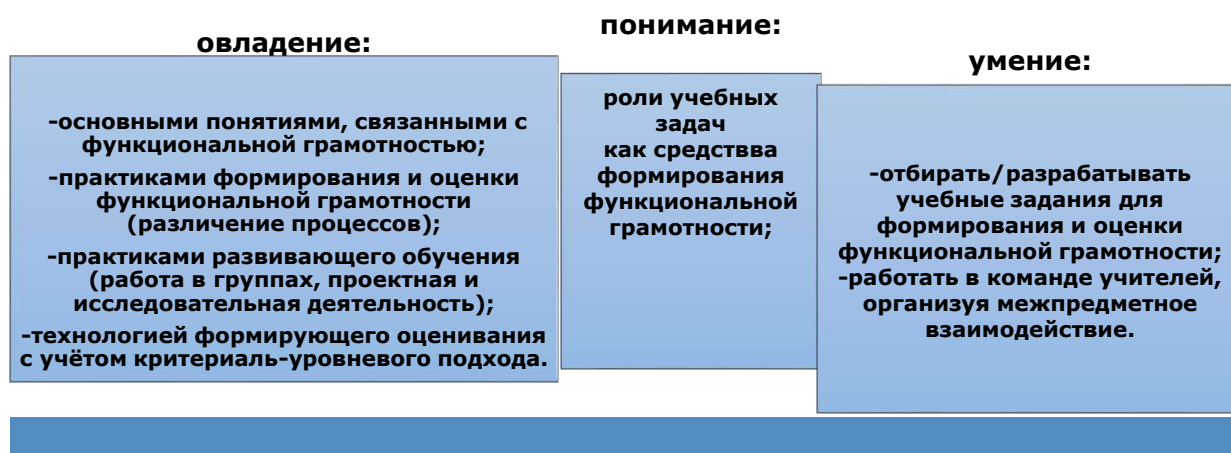 овладение:
-основными понятиями, связанными с
функциональной грамотностью;
-практиками формирования и оценки
функциональной грамотности
(различение процессов);
-практиками развивающего обучения
(работа в группах, проектная и
исследовательская деятельность);
-технологией формирующего оценивания
с учётом критериаль-уровневого подхода.
понимание:
роли учебных
задач
как средствва
формирования
функциональной
грамотности;
умение:
-отбирать/разрабатывать
учебные задания для
формирования и оценки
функциональной грамотности;
-работать в команде учителей,
организуя межпредметное
взаимодействие.